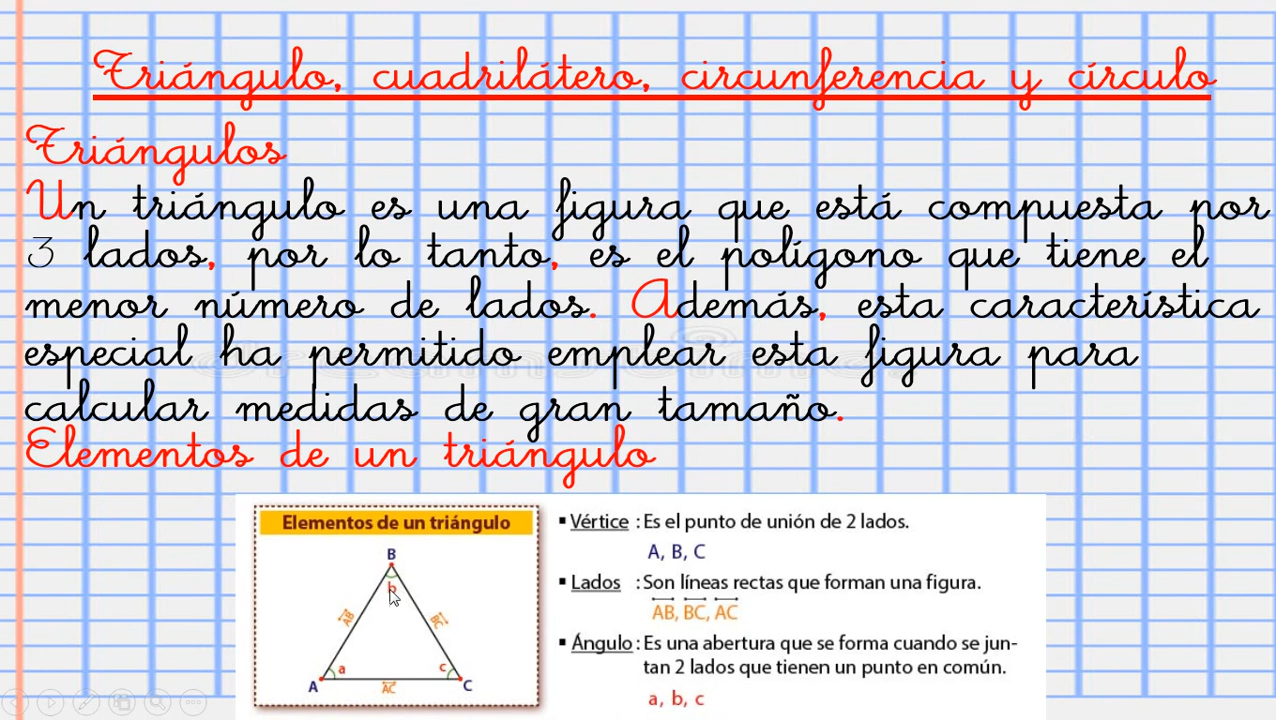 Triángulo, cuadrilátero, circunferencia y círculo
Triángulos
Un triángulo es una figura que está compuesta por
3 lados, por lo tanto, es el polígono que tiene el
menor número de lados. Además, esta característica
especial ha permitido emplear esta figura para
calcular medidas de gran tamaño.
Elementos de un triángulo
Elementos de un triángulo
B
b
AB
BC
a
c
A
AC
C
▪ Vértice : Es el punto de unión de 2 lados.
A, B, C
▪ Lados : Son líneas rectas que forman una figura.
AB, BC, AC
▪ Ángulo : Es una abertura que se forma cuando se jun-
tan 2 lados que tienen un punto en común.
a, b, c